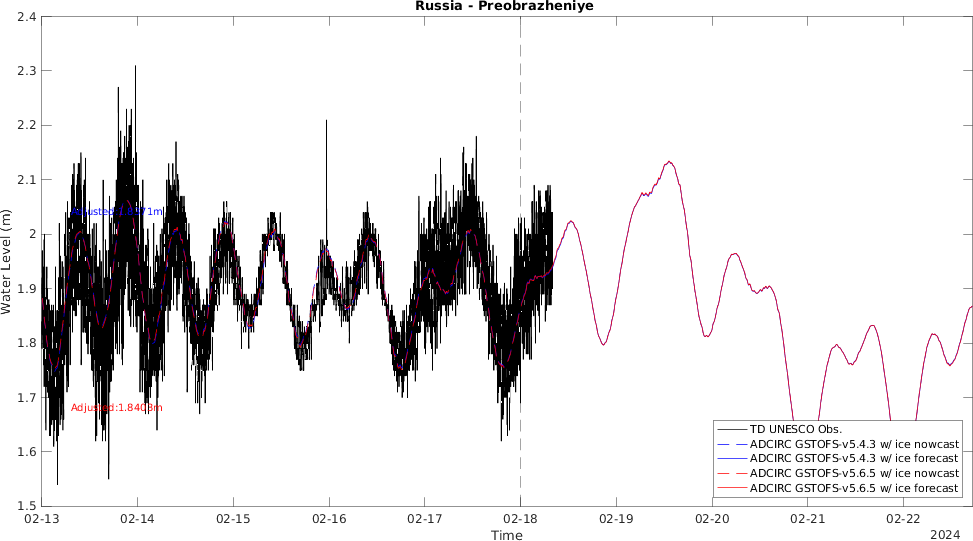 Russia - Preobrazheniye
2.4
2.3
2.2
2.1
2
1.9
1.8
1.7
1.6
1.5
Water Level (m)
Adjusted:1.8408m
TD UNESCO Obs.
ADCIRC GSTOFS-v5.4.3 w/ ice nowcast
ADCIRC GSTOFS-v5.4.3 w/ ice forecast
ADCIRC GSTOFS-v5.6.5 w/ ice nowcast
ADCIRC GSTOFS-v5.6.5 w/ ice forecast
02-13 02-14 02-15 02-16 02-17 02-18 02-19 02-20 02-21 02-22
Time
2024